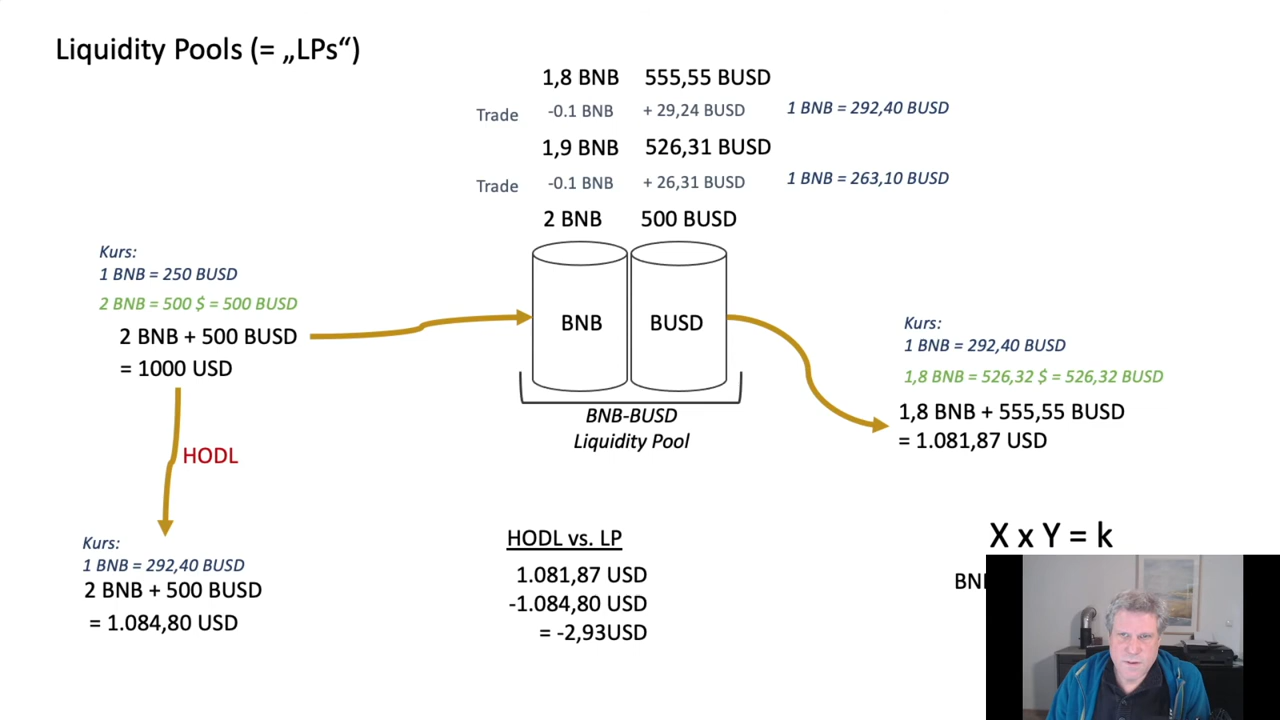 Liquidity Pools (= „LPs“)
1,8 BNB 555,55 BUSD
Trade -0.1 BNB + 29,24 BUSD 1 BNB = 292,40 BUSD
1,9 BNB 526,31 BUSD
Trade -0.1 BNB + 26,31 BUSD 1 BNB = 263,10 BUSD
2 BNB 500 BUSD
Kurs:
1 BNB = 250 BUSD
2 BNB = 500 $ = 500 BUSD
2 BNB + 500 BUSD
= 1000 USD
BNB BUSD
BNB-BUSD
Liquidity Pool
Kurs:
1 BNB = 292,40 BUSD
1,8 BNB = 526,32 $ = 526,32 BUSD
1,8 BNB + 555,55 BUSD
= 1.081,87 USD
HODL
Kurs:
1 BNB = 292,40 BUSD
2 BNB + 500 BUSD
= 1.084,80 USD
HODL vs. LP
1.081,87 USD
-1.084,80 USD
= -2,93USD
X x Y = k